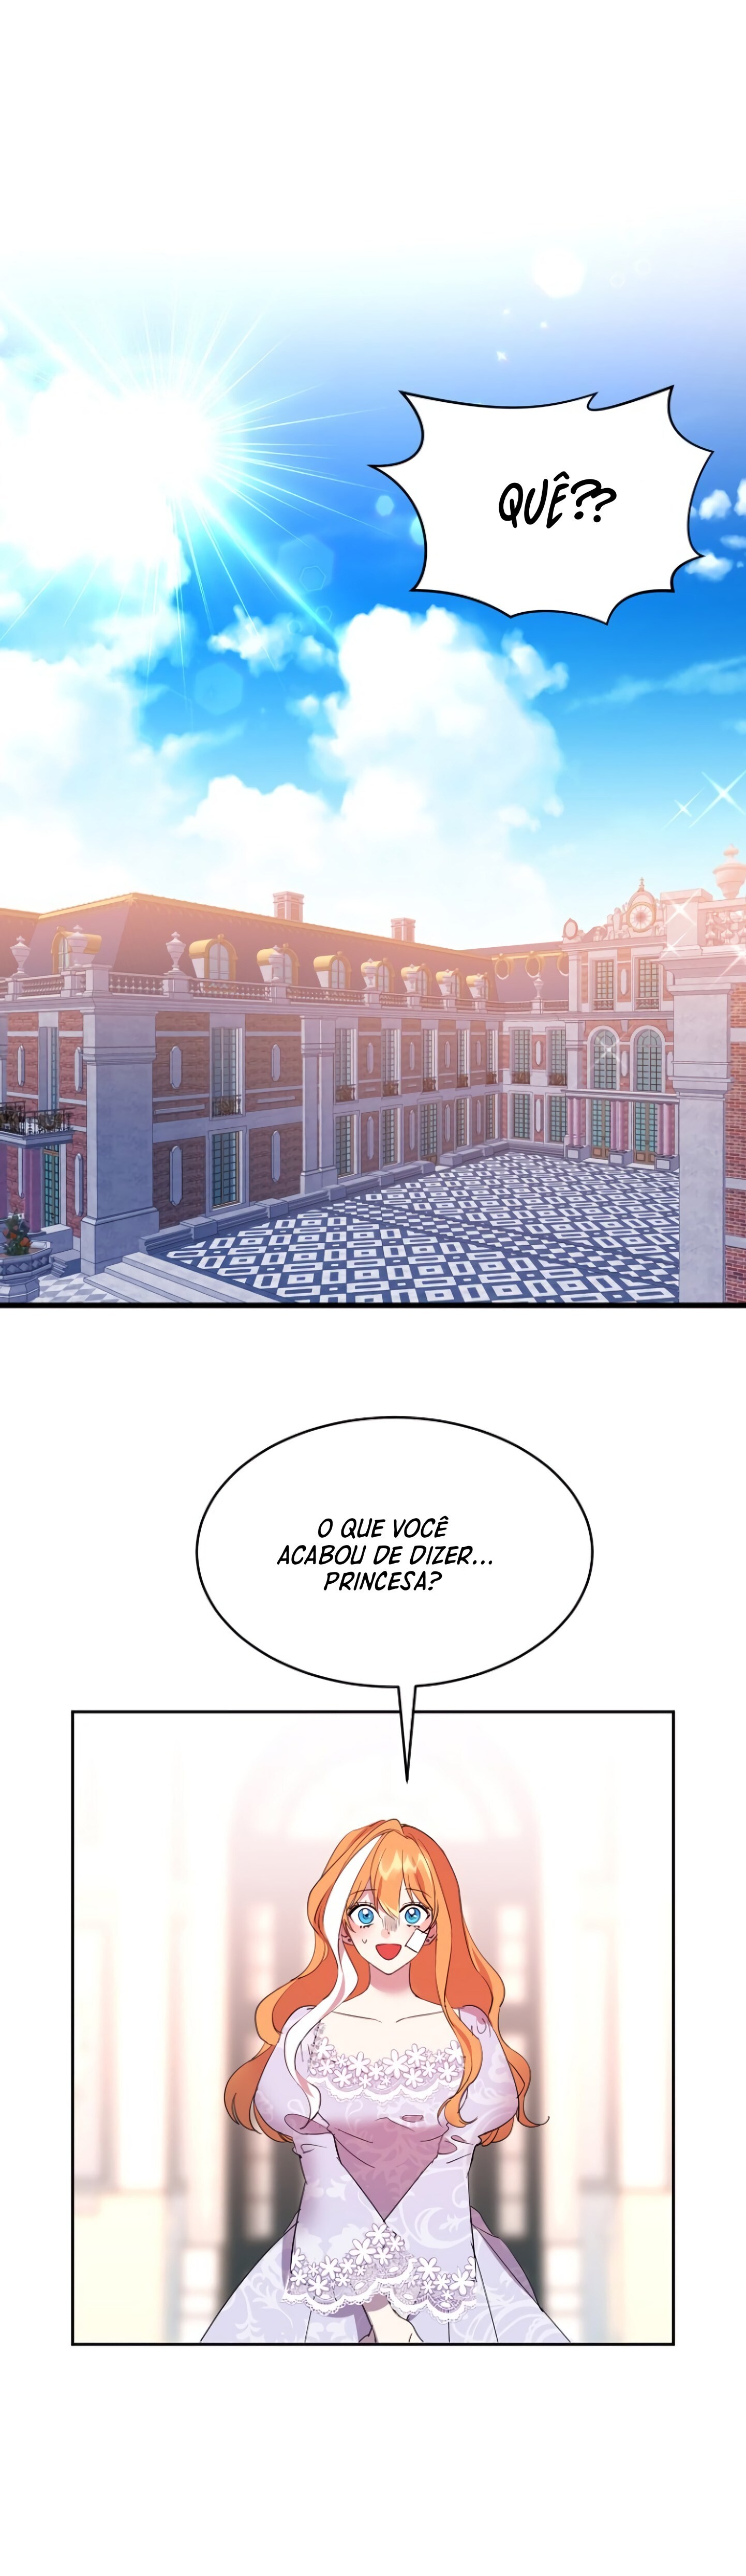 QUÊ??
O QUE VOCÊ
ACABOU DE DIZER...
PRINCESA?